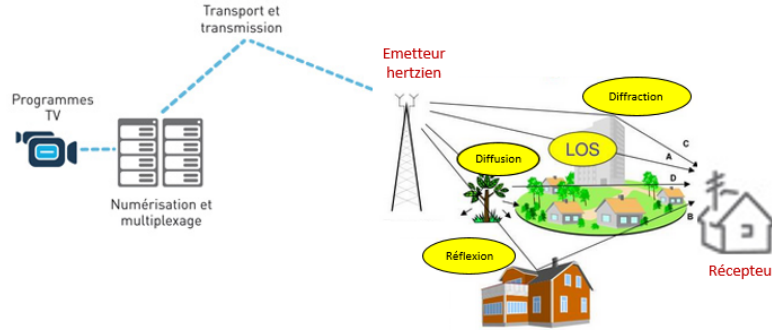 Transport et
transmission
Emetteur
hertzien
Programmes
TV
Diffraction
LOS
C
A
Diffusion
D
Numérisation et
multiplexage
B
Réflexion
Récepteu